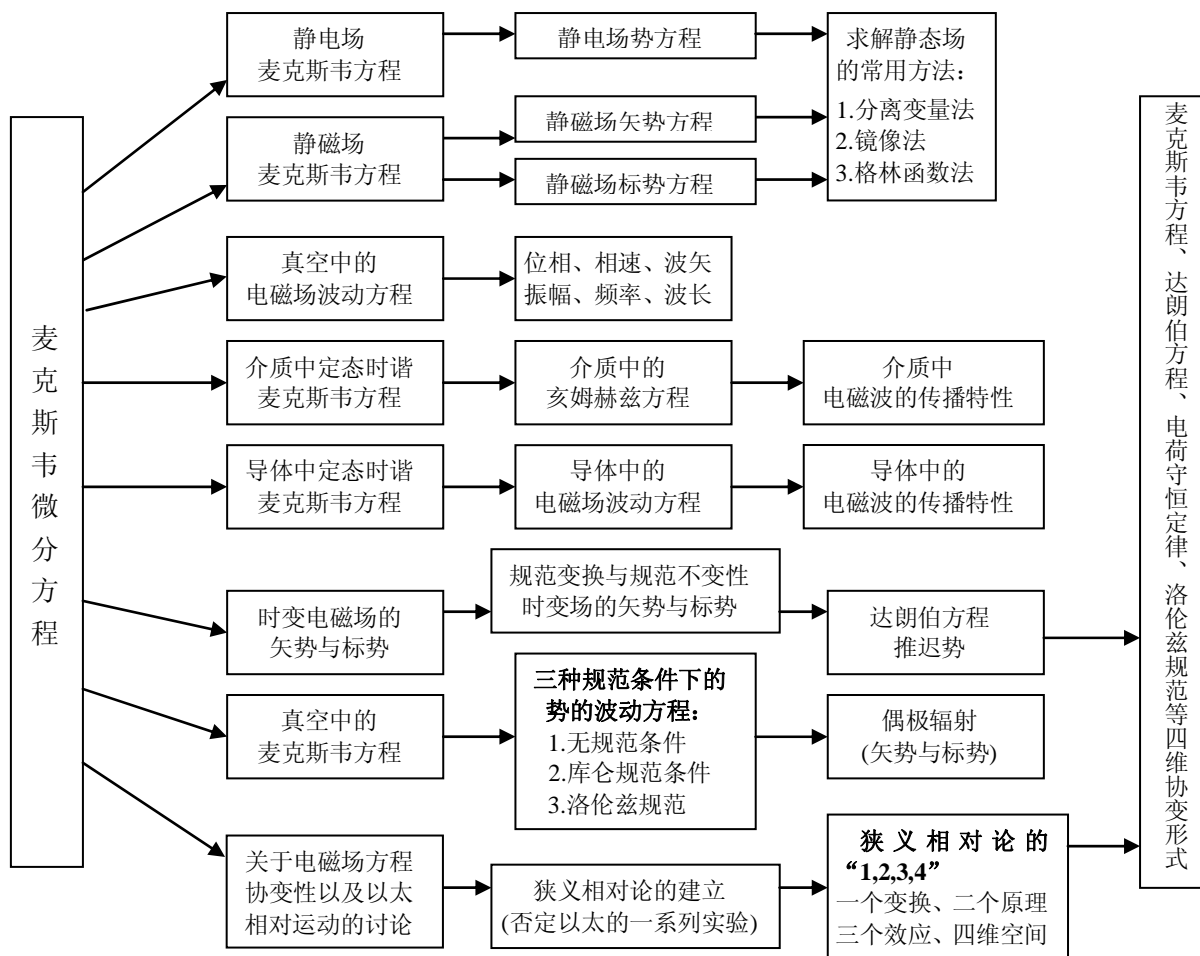 麦克斯韦微分方程
静电场
麦克斯韦方程
静电场势方程
求解静态场
的常用方法：
1.分离变量法
2.镜像法
3.格林函数法
静磁场
麦克斯韦方程
静磁场矢势方程
静磁场标势方程
真空中的
电磁场波动方程
位相、相速、波矢
振幅、频率、波长
介质中定态时谐
麦克斯韦方程
介质中的
亥姆赫兹方程
介质中
电磁波的传播特性
导体中定态时谐
麦克斯韦方程
导体中的
电磁场波动方程
导体中的
电磁波的传播特性
时变电磁场的
矢势与标势
规范变换与规范不变性
时变场的矢势与标势
达朗伯方程
推迟势
真空中的
麦克斯韦方程
三种规范条件下的
势的波动方程：
1.无规范条件
2.库仑规范条件
3.洛伦兹规范
偶极辐射
(矢势与标势)
关于电磁场方程
协变性以及以太
相对运动的讨论
狭义相对论的建立
(否定以太的一系列实验)
狭义相对论的
“1,2,3,4”
一个变换、二个原理
三个效应、四维空间
麦克斯韦方程、达朗伯方程、电荷守恒定律、洛伦兹规范等四维协变形式